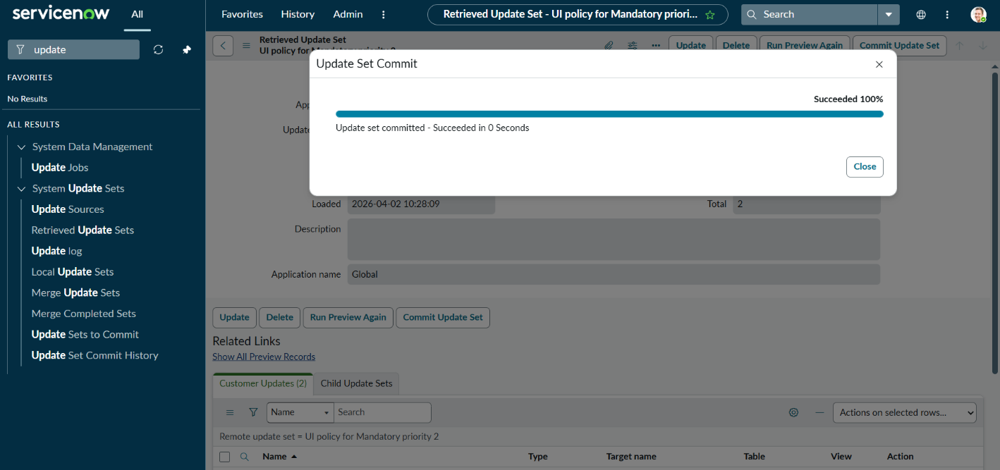 servicenow
All
Favorites
History
Admin
Retrieved Update Set - UI policy for Mandatory priori...
Search
update
FAVORITES
No Results
ALL RESULTS
System Data Management
Update Jobs
System Update Sets
Update Sources
Retrieved Update Sets
Update log
Local Update Sets
Merge Update Sets
Merge Completed Sets
Update Sets to Commit
Update Set Commit History
Retrieved Update Set
UI policy for Mandatory priority 2
Update
Delete
Run Preview Again
Commit Update Set
Update Set Commit
Succeeded 100%
Update set committed - Succeeded in 0 Seconds
Close
App
Update
Loaded 2026-04-02 10:28:09
Total 2
Description
Application name Global
Update
Delete
Run Preview Again
Commit Update Set
Related Links
Show All Preview Records
Customer Updates (2)
Child Update Sets
Name
Search
Actions on selected rows...
Remote update set = UI policy for Mandatory priority 2
Name Type Target name Table View Action